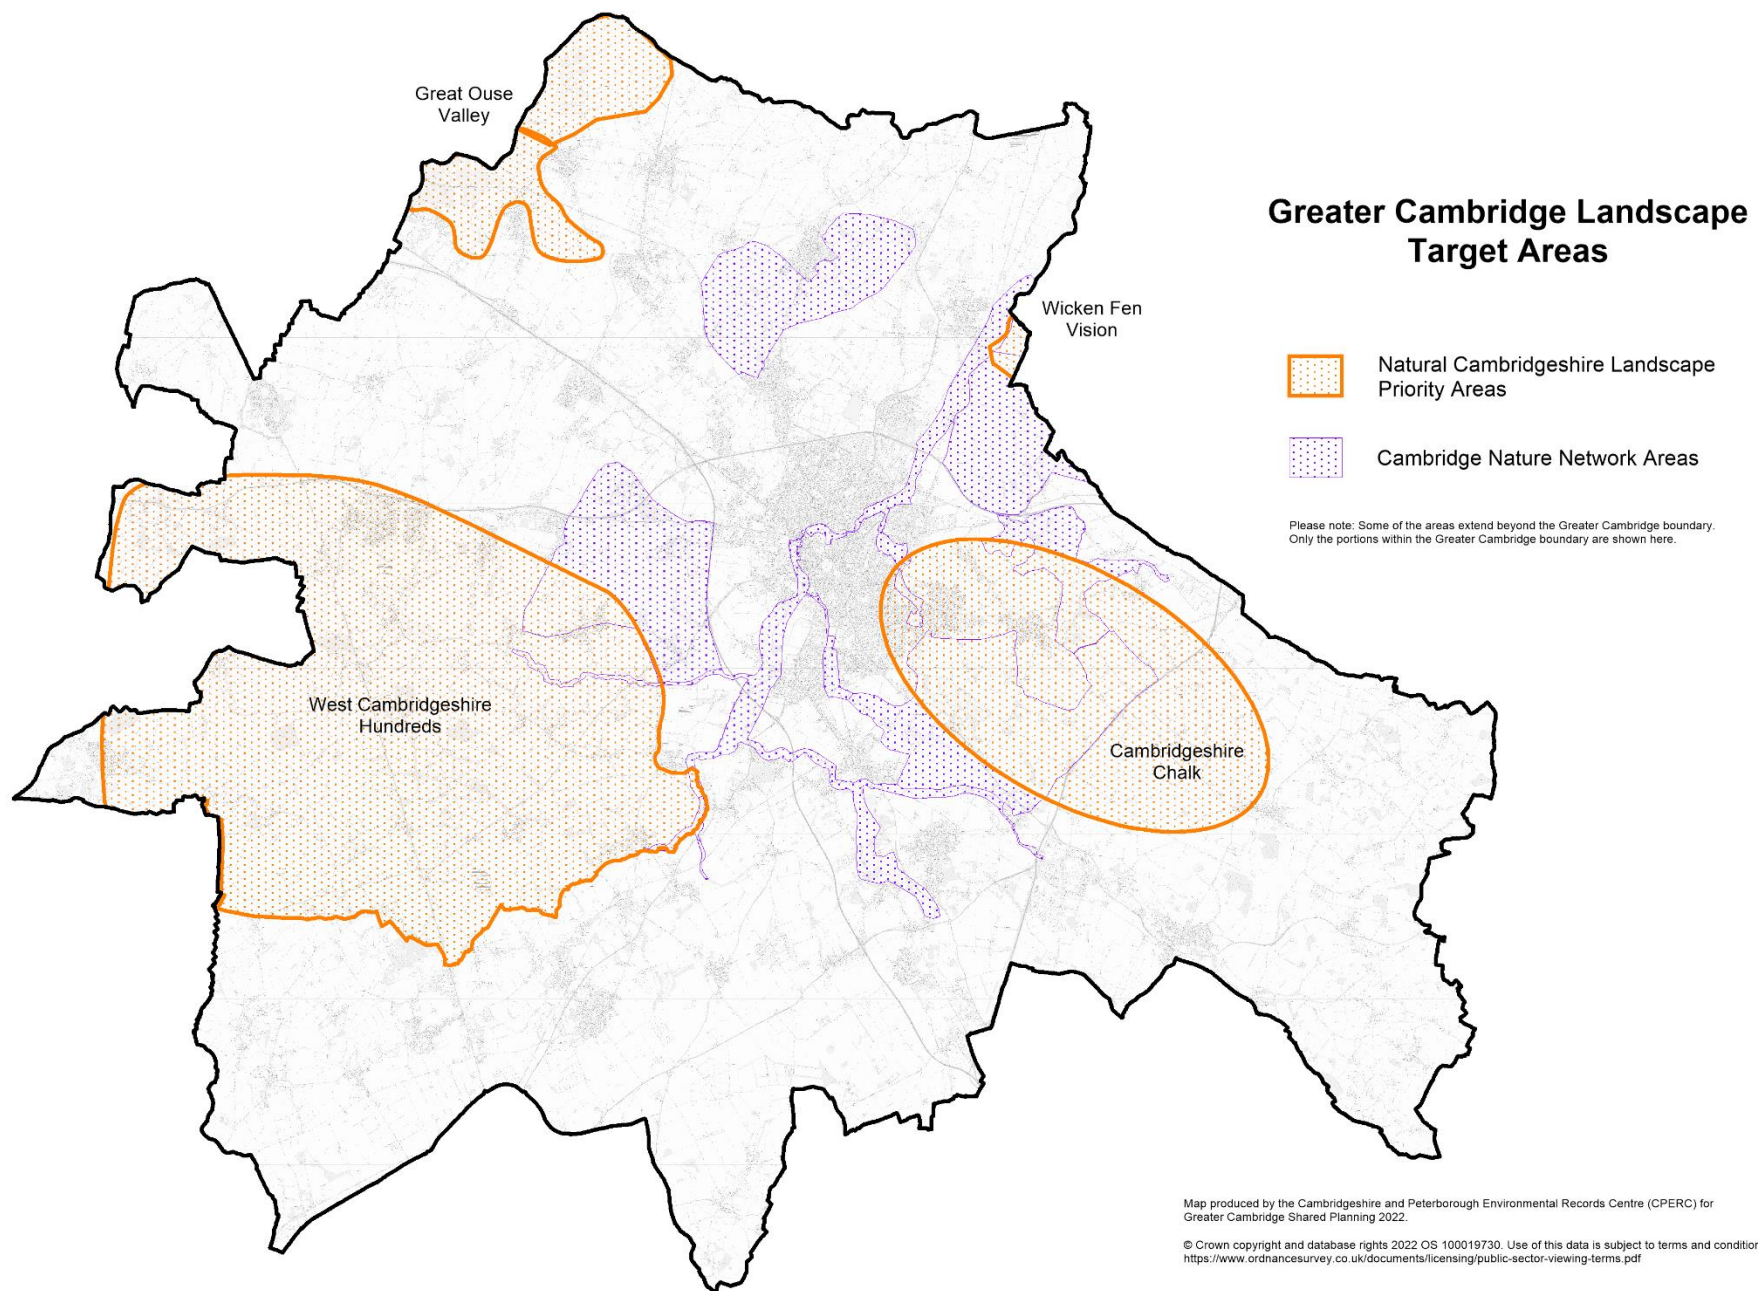 Great Ouse
Valley
Greater Cambridge Landscape
Target Areas
Wicken Fen
Vision
Natural Cambridgeshire Landscape
Priority Areas
Cambridge Nature Network Areas
Please note: Some of the areas extend beyond the Greater Cambridge boundary.
Only the portions within the Greater Cambridge boundary are shown here.
West Cambridgeshire
Hundreds
Cambridgeshire
Chalk
Map produced by the Cambridgeshire and Peterborough Environmental Records Centre (CPERC) for
Greater Cambridge Shared Planning 2022.
© Crown copyright and database rights 2022 OS 100019730. Use of this data is subject to terms and condition
https://www.ordnancesurvey.co.uk/documents/licensing/public-sector-viewing-terms.pdf